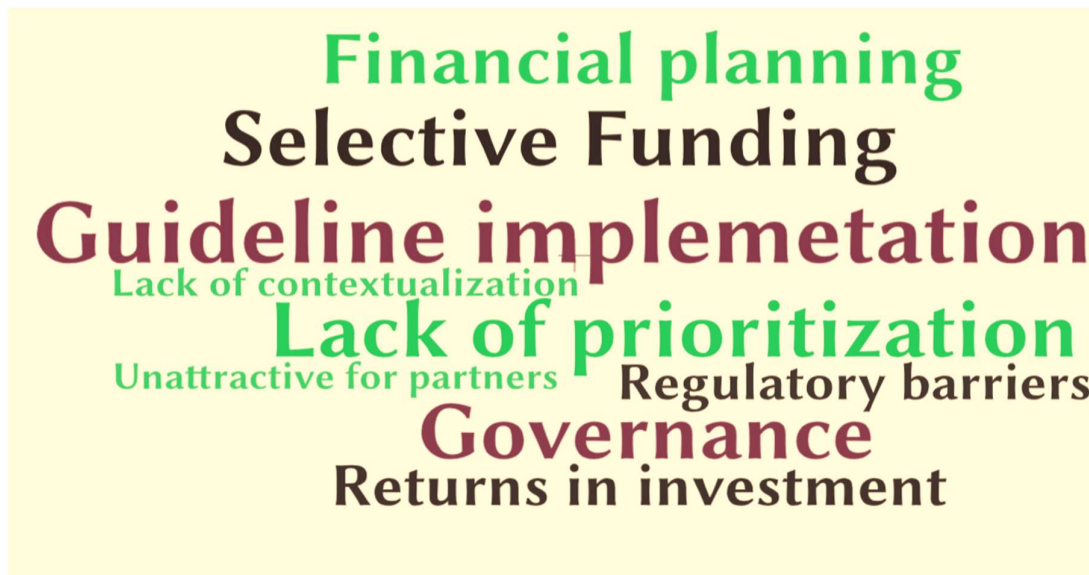 Financial planning
Selective Funding
Guideline implemetation
Lack of contextualization
Lack of prioritization
Unattractive for partners
Regulatory barriers
Governance
Returns in investment